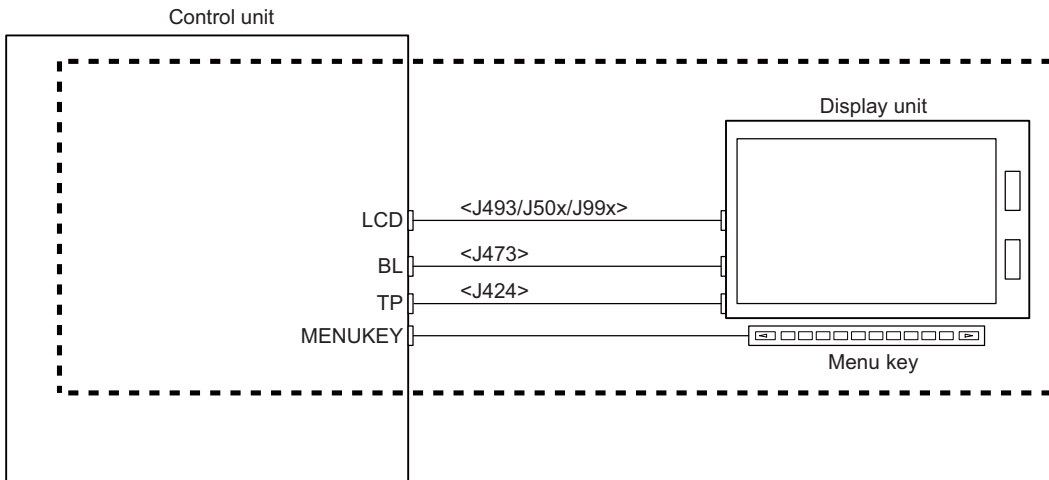 Control unit
Display unit
LCD
<J493/J50x/J99x>
BL
<J473>
TP
<J424>
MENUKEY
Menu key